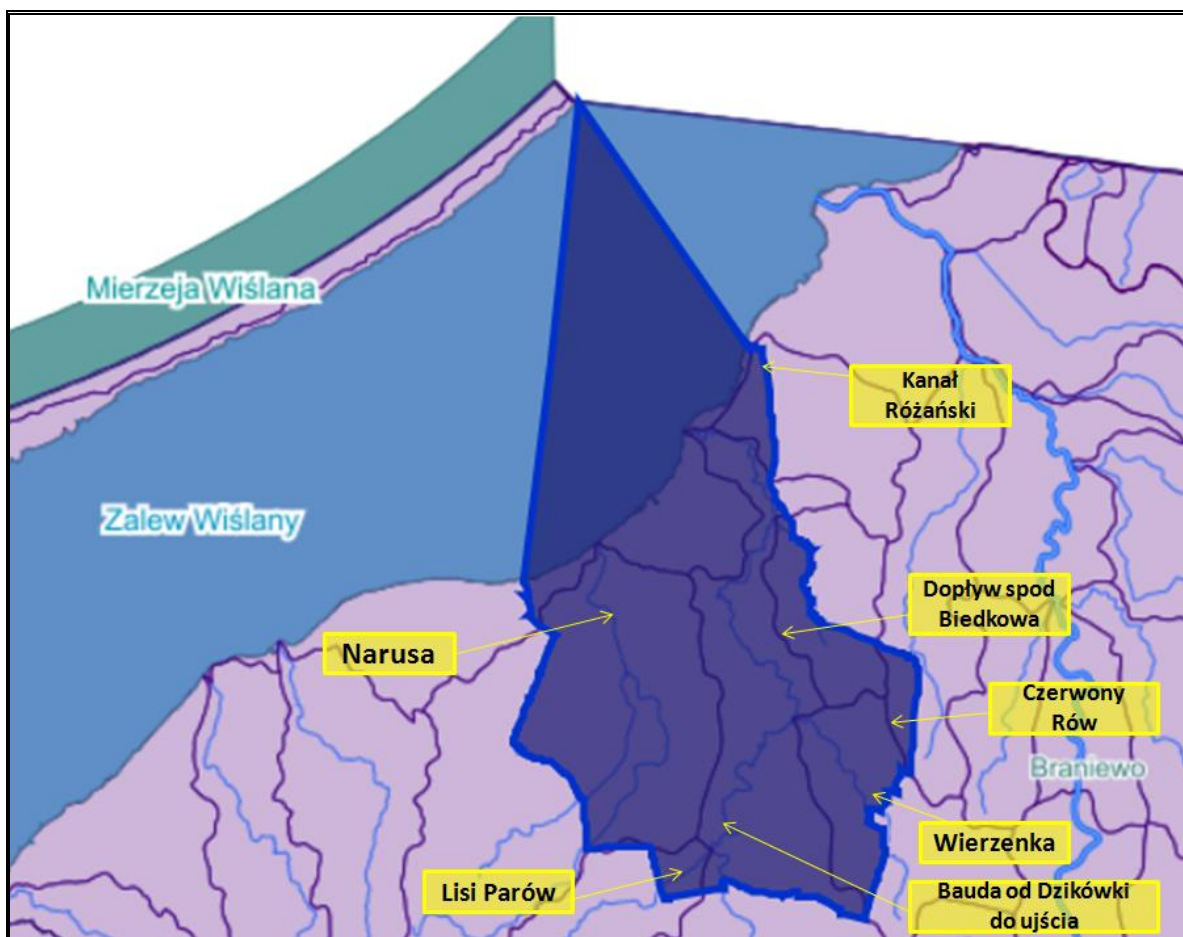 Mierzeja Wiślana
Kanał
Różański
Zalew Wiślany
Dopływ spod
Biedkowa
Narusa
Czerwony
Rów
Braniewo
Wierzenka
Lisi Parów
Bauda od Dzikówki
do ujścia